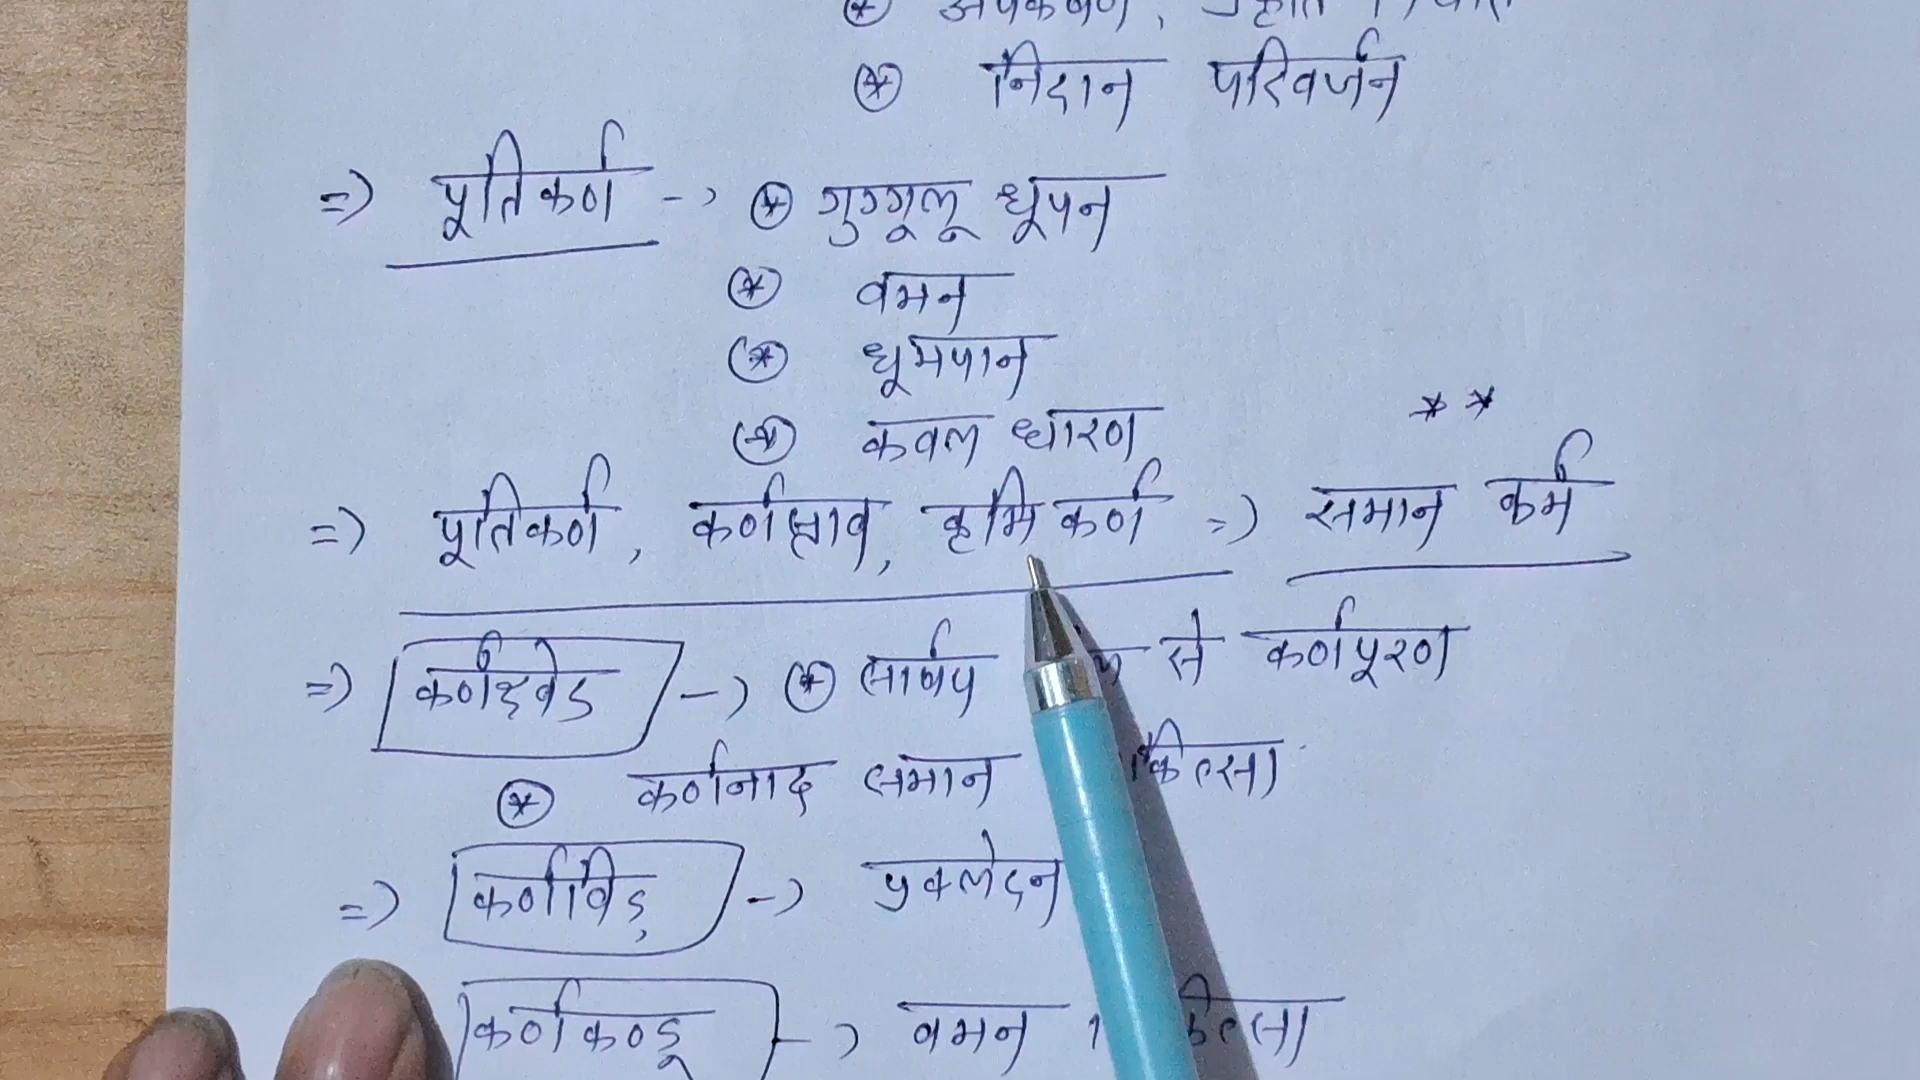 निदान परिवर्जन
=> पूतिकर्ण -> * गुग्गूलू धूपन
* वमन
* धूमपान
* कवल धारण
* *
=> पूतिकर्ण, कर्णस्राव, कृमि कर्ण => समान कर्म
=> कर्णक्ष्वेड -> * सार्षप से कर्णपूरण
* कर्णनाद समान
=> कर्णविड् -> प्रक्लेदन
कर्णकण्डू -> वमन